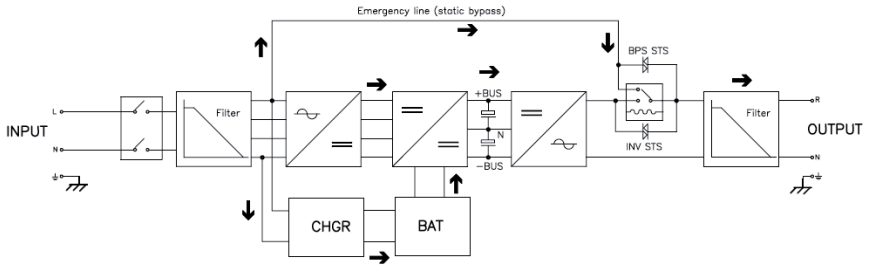 Emergency line (static bypass)
BPS STS
+BUS
Filter
Filter
L
R
INPUT
N
OUTPUT
N
N
INV STS
-BUS
CHGR
BAT